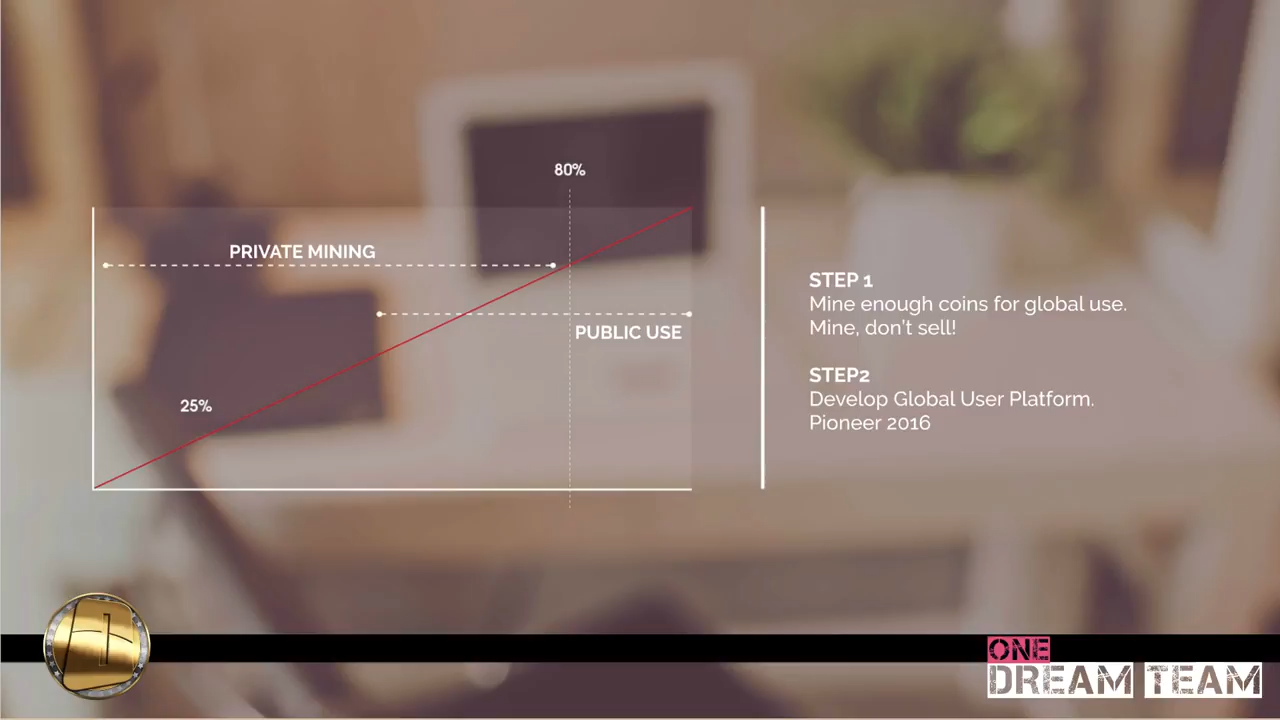 80%
PRIVATE MINING
PUBLIC USE
25%
STEP 1
Mine enough coins for global use.
Mine, don't sell!
STEP2
Develop Global User Platform.
Pioneer 2016
ONE
DREAM TEAM